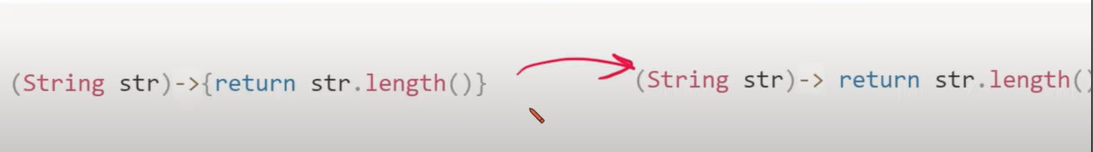 (String str)->{return str.length()}
(String str)-> return str.length()